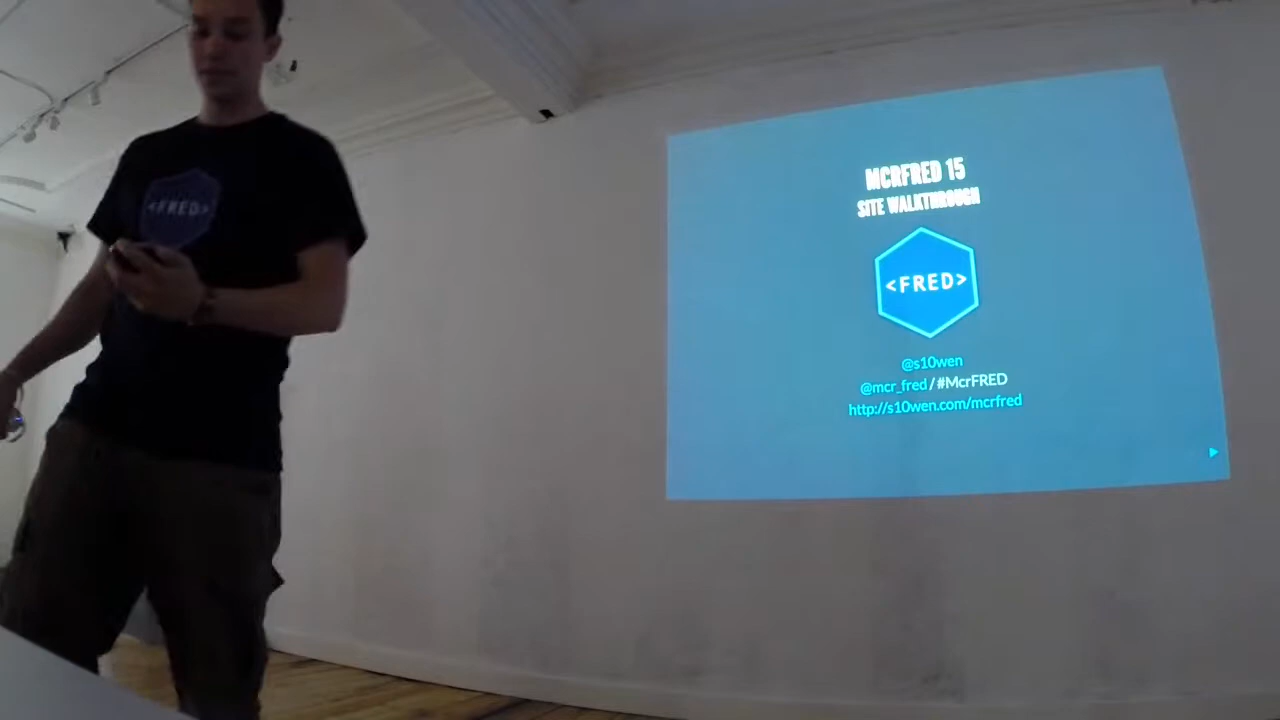 <FRED>
MCRFRED 15
SITE WALKTHROUGH
<FRED>
@s10wen
@mcr_fred / #McrFRED
http://s10wen.com/mcrfred